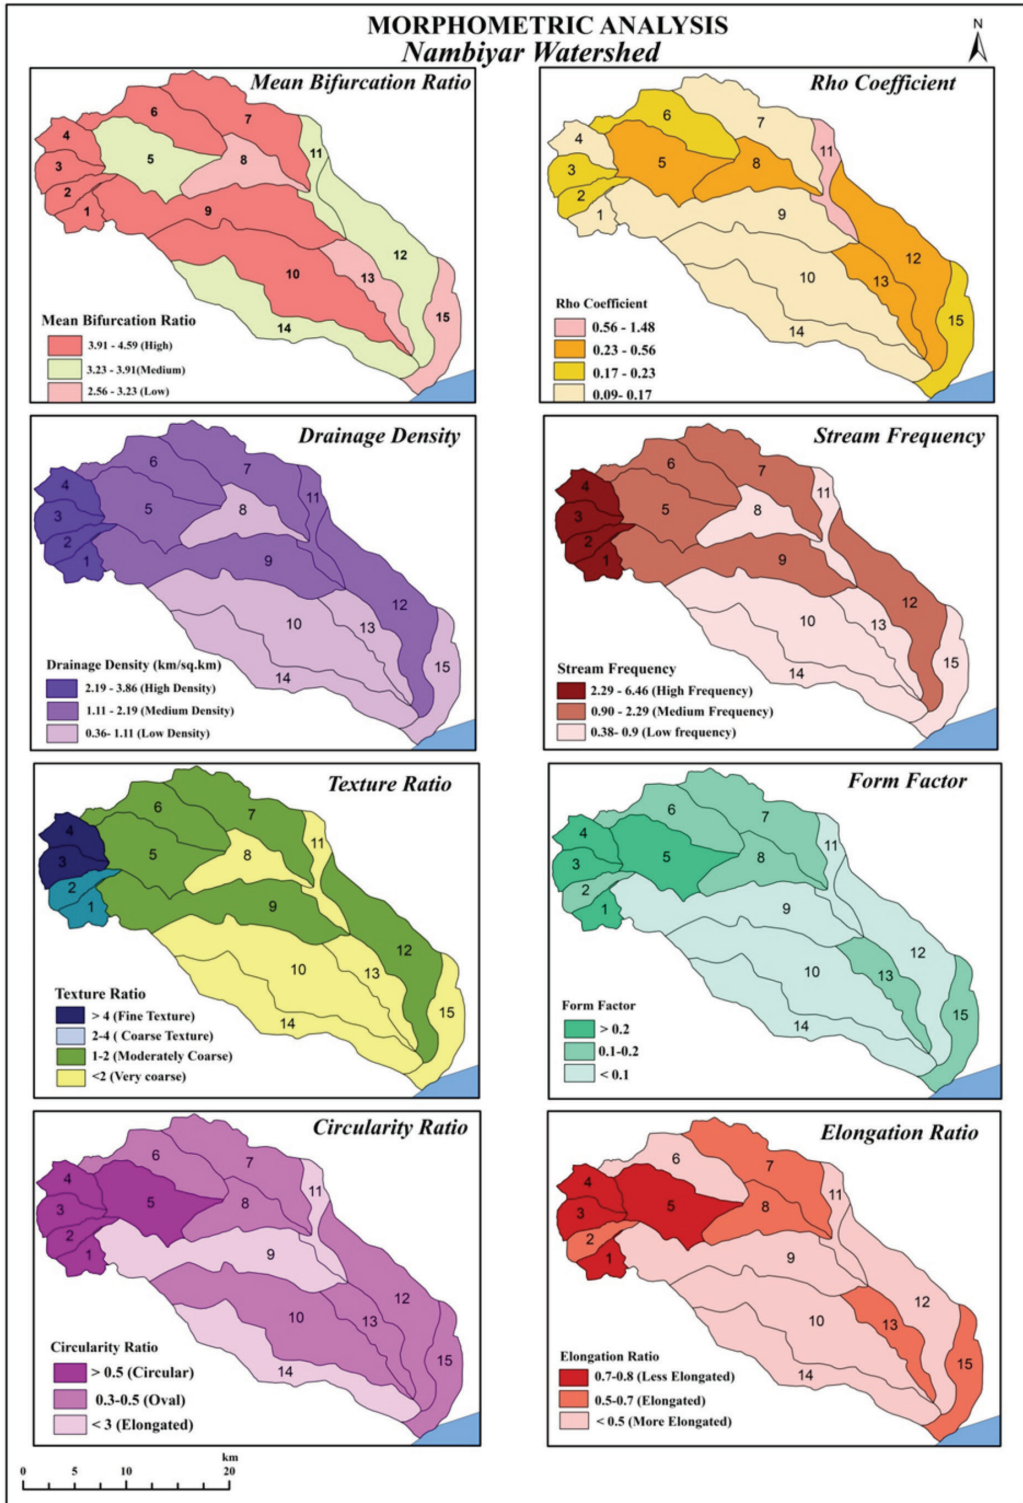 MORPHOMETRIC ANALYSIS
Nambiyar Watershed
N
Mean Bifurcation Ratio
6
7
4
5
8
11
3
2
1
9
12
10
13
14
15
Mean Bifurcation Ratio
3.91 - 4.59 (High)
3.23 - 3.91(Medium)
2.56 - 3.23 (Low)
Rho Coefficient
6
7
4
5
8
11
3
2
1
9
12
10
13
14
15
Rho Coefficient
0.56 - 1.48
0.23 - 0.56
0.17 - 0.23
0.09- 0.17
Drainage Density
6
7
4
5
8
11
3
2
1
9
12
10
13
14
15
Drainage Density (km/sq.km)
2.19 - 3.86 (High Density)
1.11 - 2.19 (Medium Density)
0.36- 1.11 (Low Density)
Stream Frequency
6
7
4
5
8
11
3
2
1
9
12
10
13
14
15
Stream Frequency
2.29 - 6.46 (High Frequency)
0.90 - 2.29 (Medium Frequency)
0.38- 0.9 (Low frequency)
Texture Ratio
6
7
4
5
8
11
3
2
1
9
12
10
13
14
15
Texture Ratio
> 4 (Fine Texture)
2-4 ( Coarse Texture)
1-2 (Moderately Coarse)
<2 (Very coarse)
Form Factor
6
7
4
5
8
11
3
2
1
9
12
10
13
14
15
Form Factor
> 0.2
0.1-0.2
< 0.1
Circularity Ratio
6
7
4
5
8
11
3
2
1
9
12
10
13
14
15
Circularity Ratio
> 0.5 (Circular)
0.3-0.5 (Oval)
< 3 (Elongated)
Elongation Ratio
6
7
4
5
8
11
3
2
1
9
12
10
13
14
15
Elongation Ratio
0.7-0.8 (Less Elongated)
0.5-0.7 (Elongated)
< 0.5 (More Elongated)
km
0 5 10 20